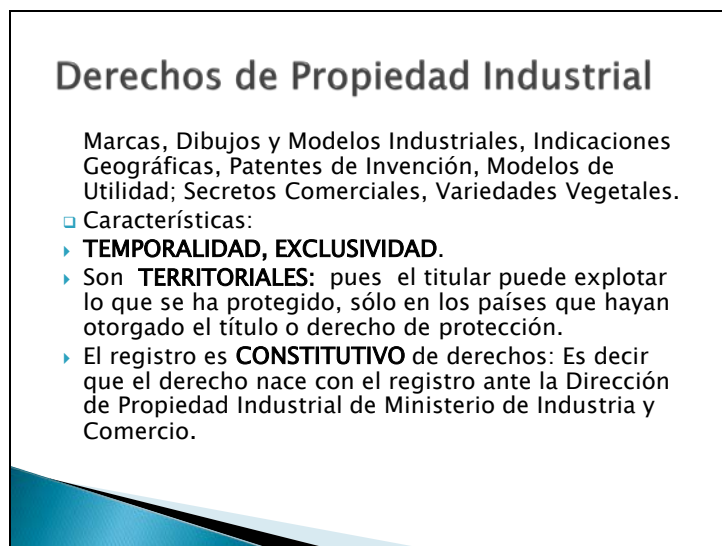 Derechos de Propiedad Industrial
Marcas, Dibujos y Modelos Industriales, Indicaciones
Geográficas, Patentes de Invención, Modelos de
Utilidad; Secretos Comerciales, Variedades Vegetales.
Características:
TEMPORALIDAD, EXCLUSIVIDAD.
Son TERRITORIALES: pues el titular puede explotar
lo que se ha protegido, sólo en los países que hayan
otorgado el título o derecho de protección.
El registro es CONSTITUTIVO de derechos: Es decir
que el derecho nace con el registro ante la Dirección
de Propiedad Industrial de Ministerio de Industria y
Comercio.